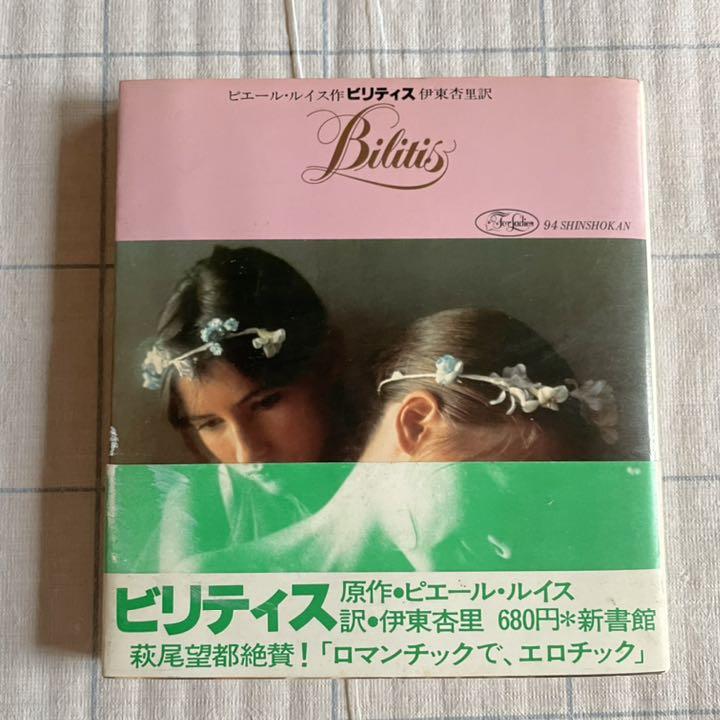 ピエール・ルイス作ビリティス伊東杏里訳
Bilitis
For Ladies 94 SHINSHOKAN
ビリティス
原作・ピエール・ルイス
訳・伊東杏里 680円*新書館
萩尾望都絶賛!「ロマンチックで、エロチック」